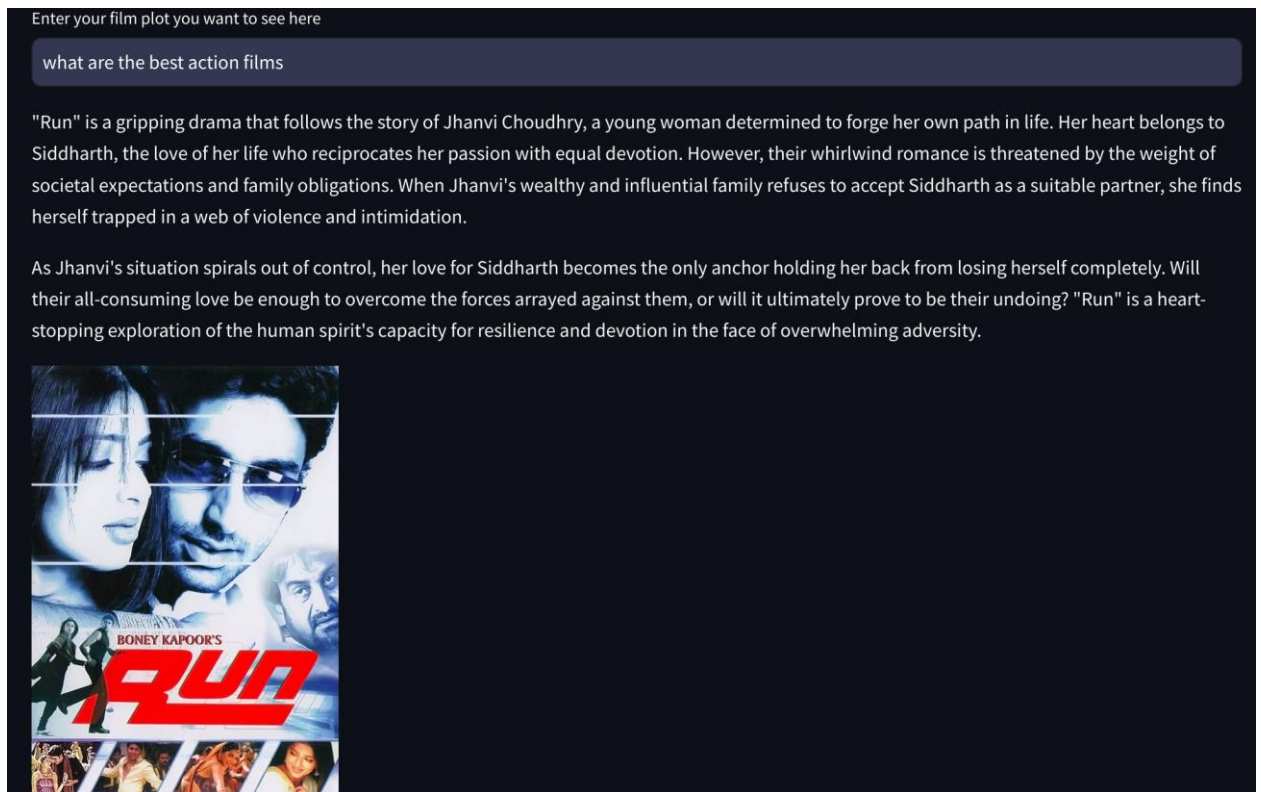 Enter your film plot you want to see here
what are the best action films
"Run" is a gripping drama that follows the story of Jhanvi Choudhry, a young woman determined to forge her own path in life. Her heart belongs to
Siddharth, the love of her life who reciprocates her passion with equal devotion. However, their whirlwind romance is threatened by the weight of
societal expectations and family obligations. When Jhanvi's wealthy and influential family refuses to accept Siddharth as a suitable partner, she finds
herself trapped in a web of violence and intimidation.
As Jhanvi's situation spirals out of control, her love for Siddharth becomes the only anchor holding her back from losing herself completely. Will
their all-consuming love be enough to overcome the forces arrayed against them, or will it ultimately prove to be their undoing? "Run" is a heart-
stopping exploration of the human spirit's capacity for resilience and devotion in the face of overwhelming adversity.
BONEY KAPOOR'S
RUN